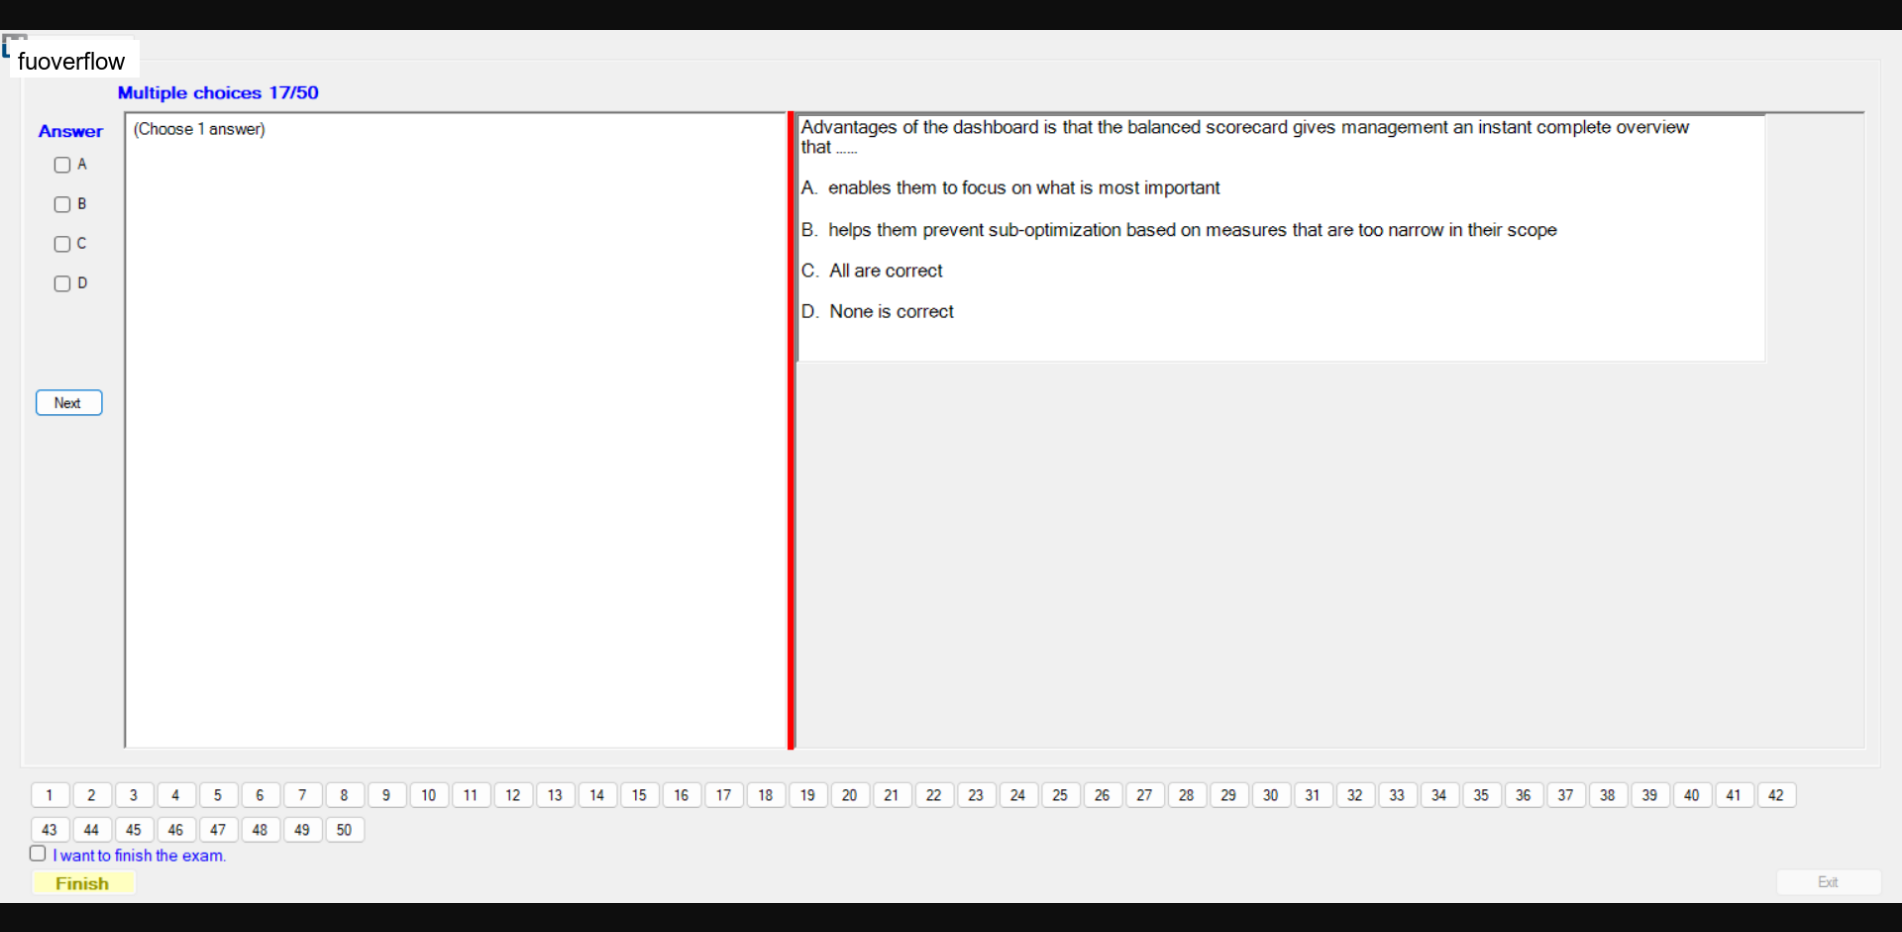 fuoverflow
Multiple choices 17/50
Answer
(Choose 1 answer)
A
B
C
D
Next
Advantages of the dashboard is that the balanced scorecard gives management an instant complete overview
that ......
A. enables them to focus on what is most important
B. helps them prevent sub-optimization based on measures that are too narrow in their scope
C. All are correct
D. None is correct
1 2 3 4 5 6 7 8 9 10 11 12 13 14 15 16 17 18 19 20 21 22 23 24 25 26 27 28 29 30 31 32 33 34 35 36 37 38 39 40 41 42
43 44 45 46 47 48 49 50
I want to finish the exam.
Finish
Exit